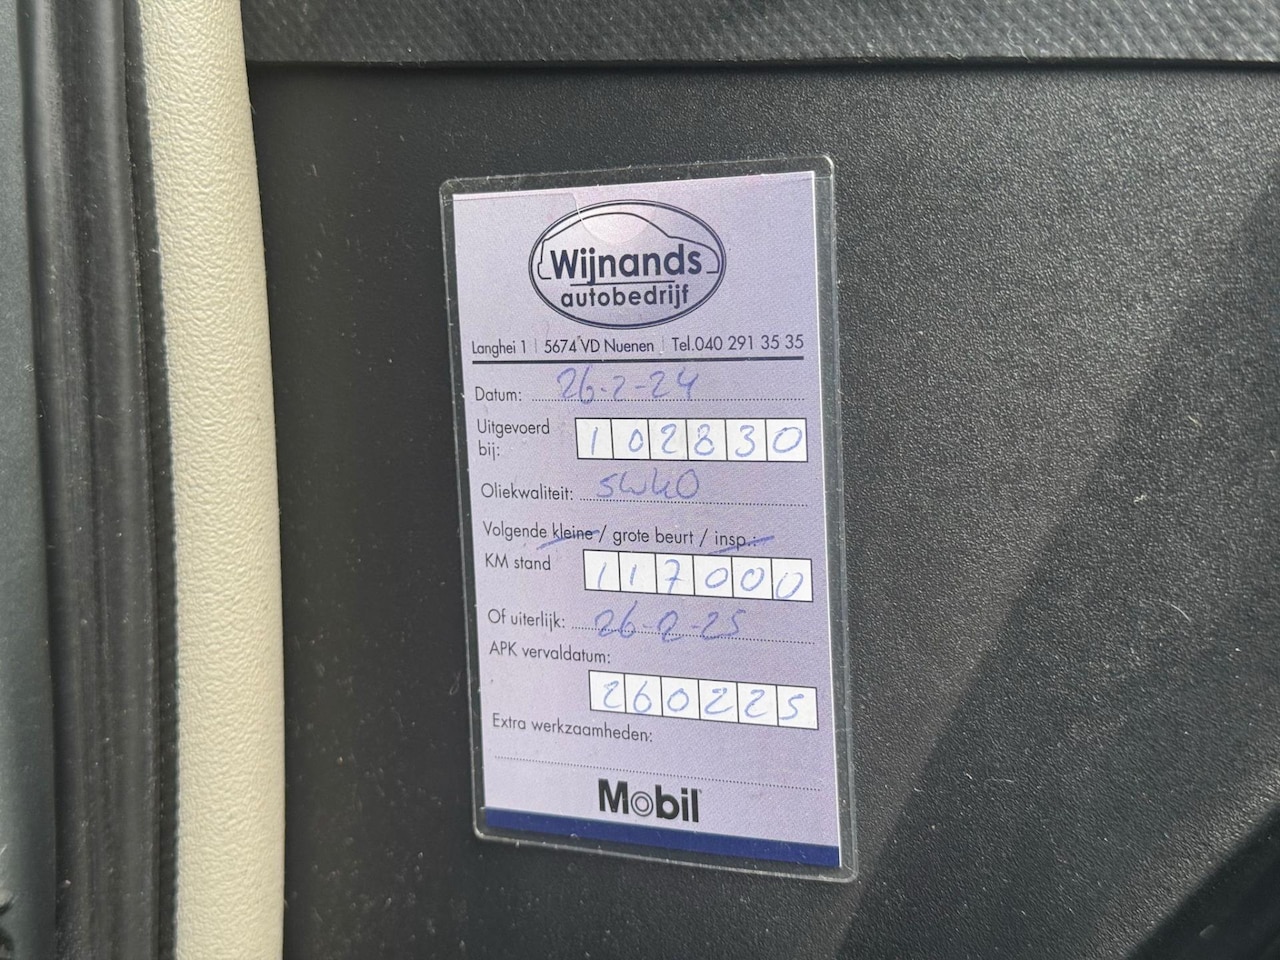 Wijnands
autobedrijf
Langhei 1 | 5674 VD Nuenen | Tel.040 291 35 35
Datum: 26-2-24
Uitgevoerd bij: 102830
Oliekwaliteit: 5W40
Volgende kleine / grote beurt / insp.:
KM stand 117000
Of uiterlijk: 26-2-25
APK vervaldatum:
260225
Extra werkzaamheden:
Mobil